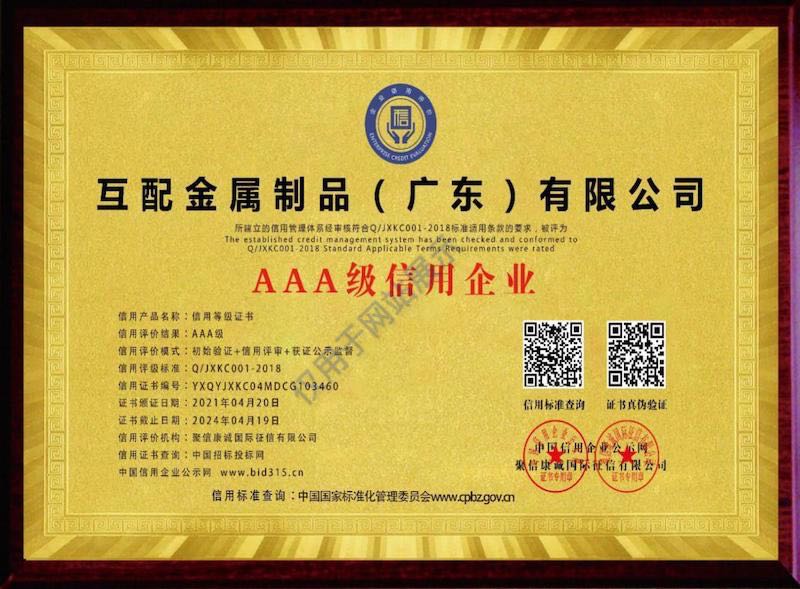 企业信用评价
ENTERPRISE CREDIT EVALUATION
信
互配金属制品（广东）有限公司
所建立的信用管理体系经审核符合Q/JXKC001-2018标准适用条款的要求，被评为
The established credit management system has been checked and conformed to
Q/JXKC001-2018 Standard Applicable Terms Requirements were rated
AAA级信用企业
信用产品名称：信用等级证书
信用评价结果：AAA级
信用评价模式：初始验证+信用评审+获证公示监督
信用评级标准：Q/JXKC001-2018
信用证书编号：YXQYJXKC04MDCG103460
证书获证日期：2021年04月20日
证书截止日期：2024年04月19日
信用评价机构：聚信康诚国际征信有限公司
信用证书查询：中国招标投标网
中国信用企业公示网 www.bid315.cn
信用标准查询
证书真伪验证
中国信用企业公示网
聚信康诚国际征信有限公司
证书专用章
证书专用章
信用标准查询：中国国家标准化管理委员会www.cpbz.gov.cn
仅用于网站展示